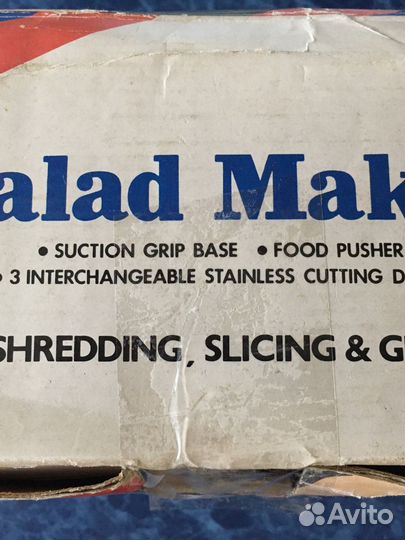 alad Mak
• SUCTION GRIP BASE • FOOD PUSHER
• 3 INTERCHANGEABLE STAINLESS CUTTING D
SHREDDING, SLICING & G
Avito